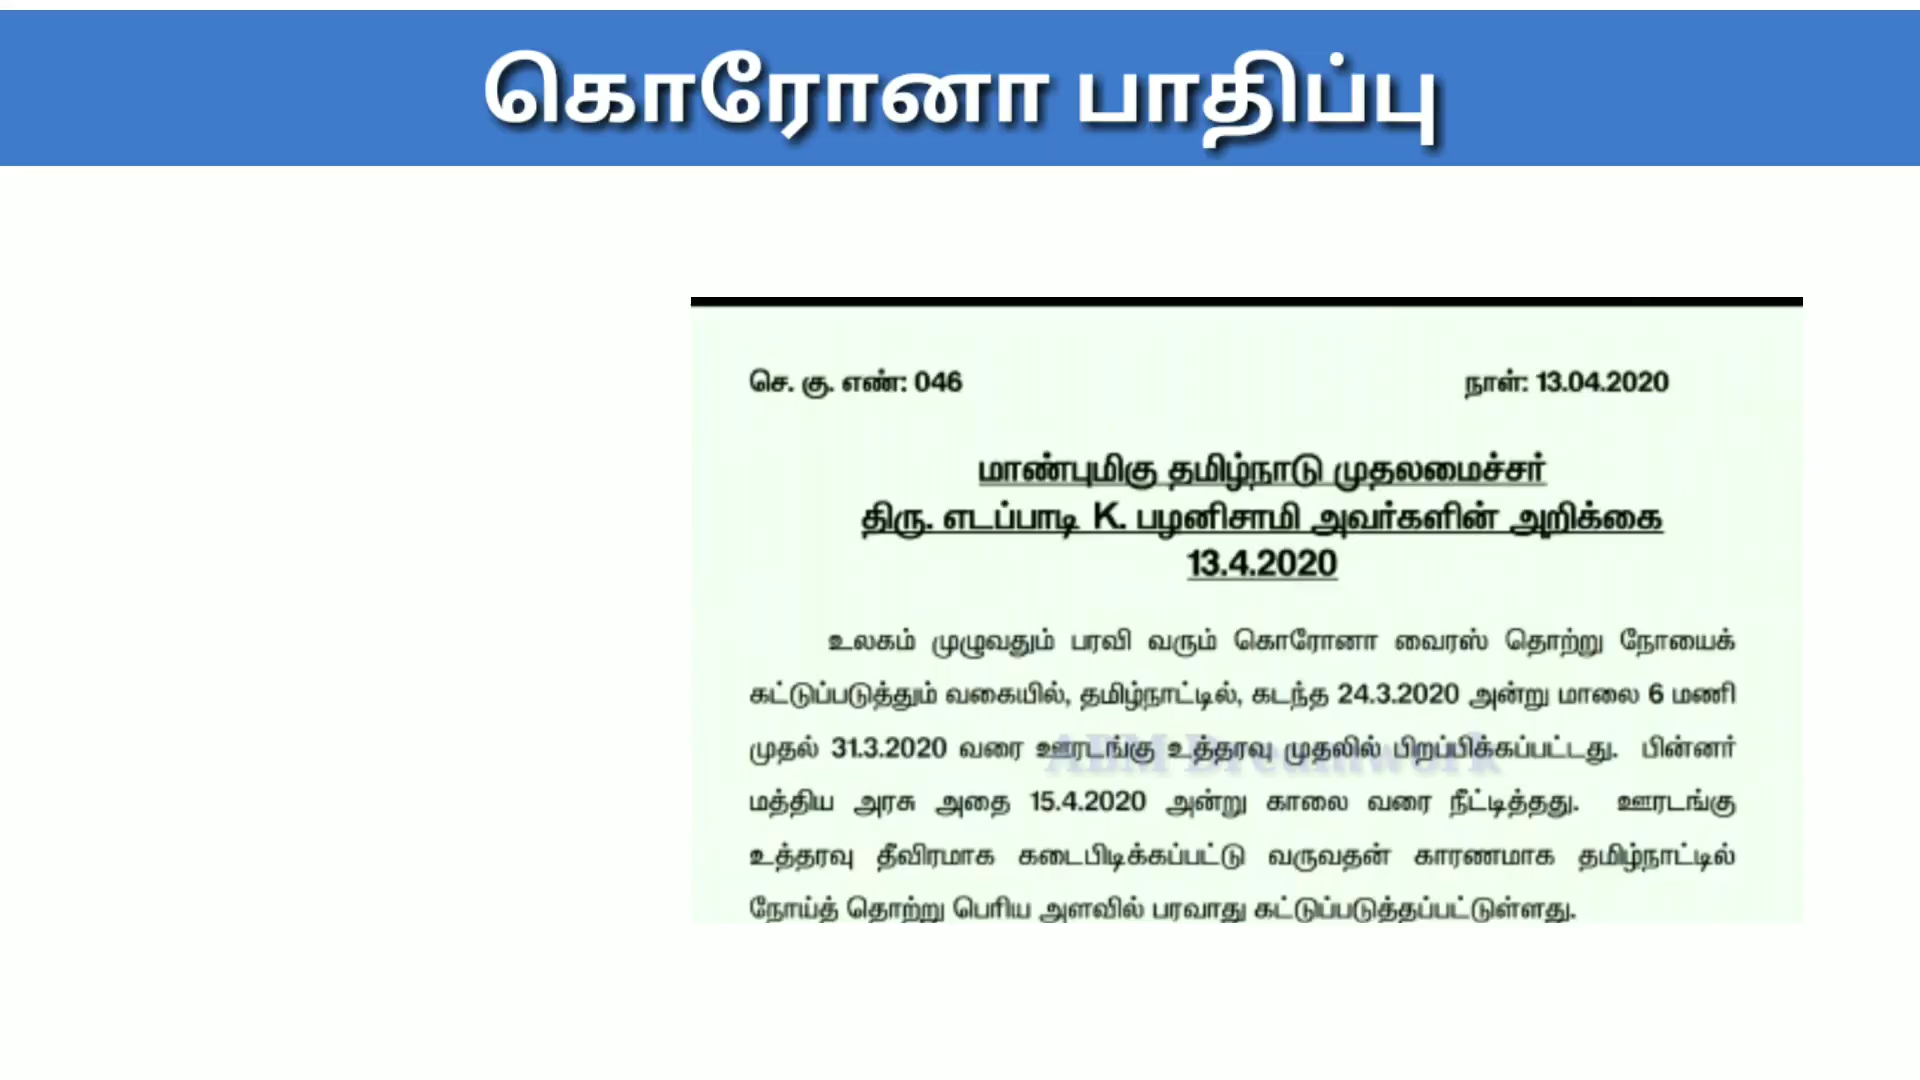 கொரோனா பாதிப்பு
செ. கு. எண்: 046 நாள்: 13.04.2020
மாண்புமிகு தமிழ்நாடு முதலமைச்சர்
திரு. எடப்பாடி K. பழனிசாமி அவர்களின் அறிக்கை
13.4.2020
உலகம் முழுவதும் பரவி வரும் கொரோனா வைரஸ் தொற்று நோயைக்
கட்டுப்படுத்தும் வகையில், தமிழ்நாட்டில், கடந்த 24.3.2020 அன்று மாலை 6 மணி
முதல் 31.3.2020 வரை ஊரடங்கு உத்தரவு முதலில் பிறப்பிக்கப்பட்டது. பின்னர்
ABM Dreamwork
மத்திய அரசு அதை 15.4.2020 அன்று காலை வரை நீட்டித்தது. ஊரடங்கு
உத்தரவு தீவிரமாக கடைபிடிக்கப்பட்டு வருவதன் காரணமாக தமிழ்நாட்டில்
நோய்த் தொற்று பெரிய அளவில் பரவாது கட்டுப்படுத்தப்பட்டுள்ளது.